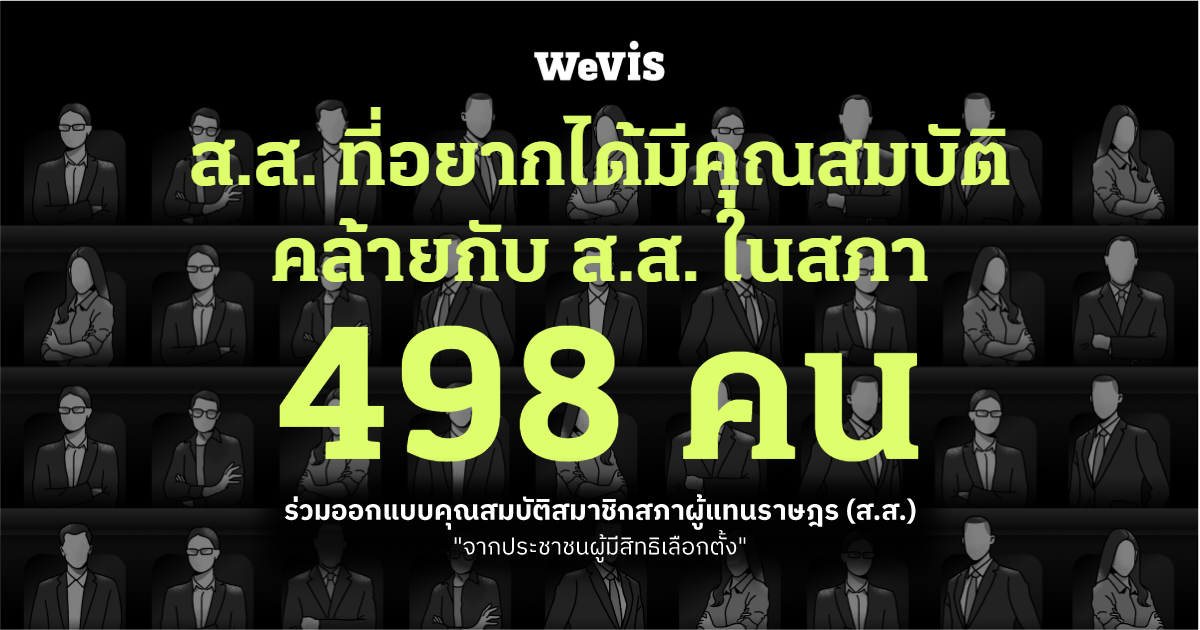 WeVIS
ส.ส. ที่อยากได้มีคุณสมบัติ
คล้ายกับ ส.ส. ในสภา
498 คน
ร่วมออกแบบคุณสมบัติสมาชิกสภาผู้แทนราษฎร (ส.ส.)
"จากประชาชนผู้มีสิทธิเลือกตั้ง"